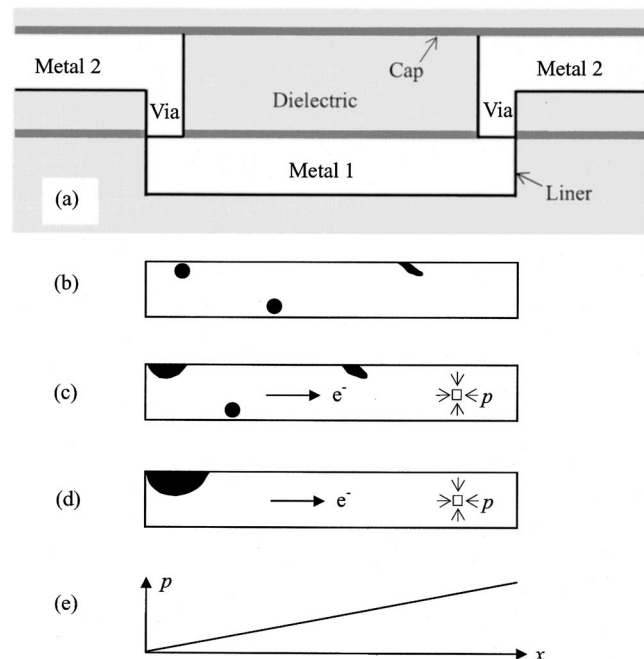 Metal 2
Cap
Metal 2
Via
Dielectric
Via
Metal 1
Liner
(a)
(b)
(c)
e⁻
p
(d)
e⁻
p
(e)
p
x